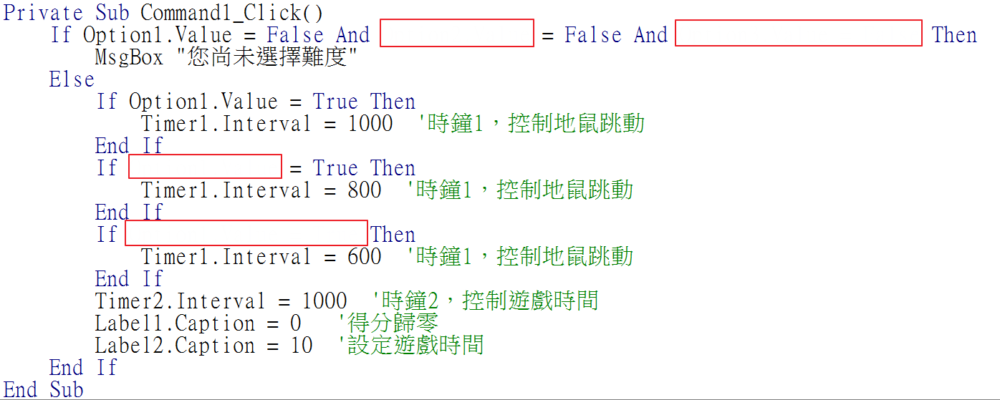 Private Sub Command1_Click()
If Option1.Value = False And = False And Then
MsgBox "您尚未選擇難度"
Else
If Option1.Value = True Then
Timer1.Interval = 1000 '時鐘1，控制地鼠跳動
End If
If = True Then
Timer1.Interval = 800 '時鐘1，控制地鼠跳動
End If
If Then
Timer1.Interval = 600 '時鐘1，控制地鼠跳動
End If
Timer2.Interval = 1000 '時鐘2，控制遊戲時間
Label1.Caption = 0 '得分歸零
Label2.Caption = 10 '設定遊戲時間
End If
End Sub